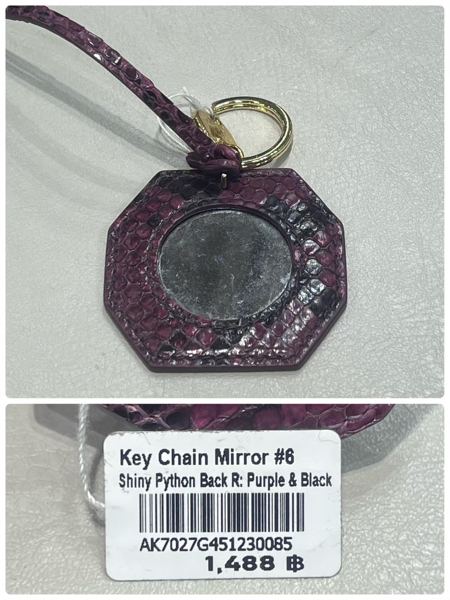 Key Chain Mirror #6
Shiny Python Back R: Purple & Black
AK7027G451230085
1,488 ฿